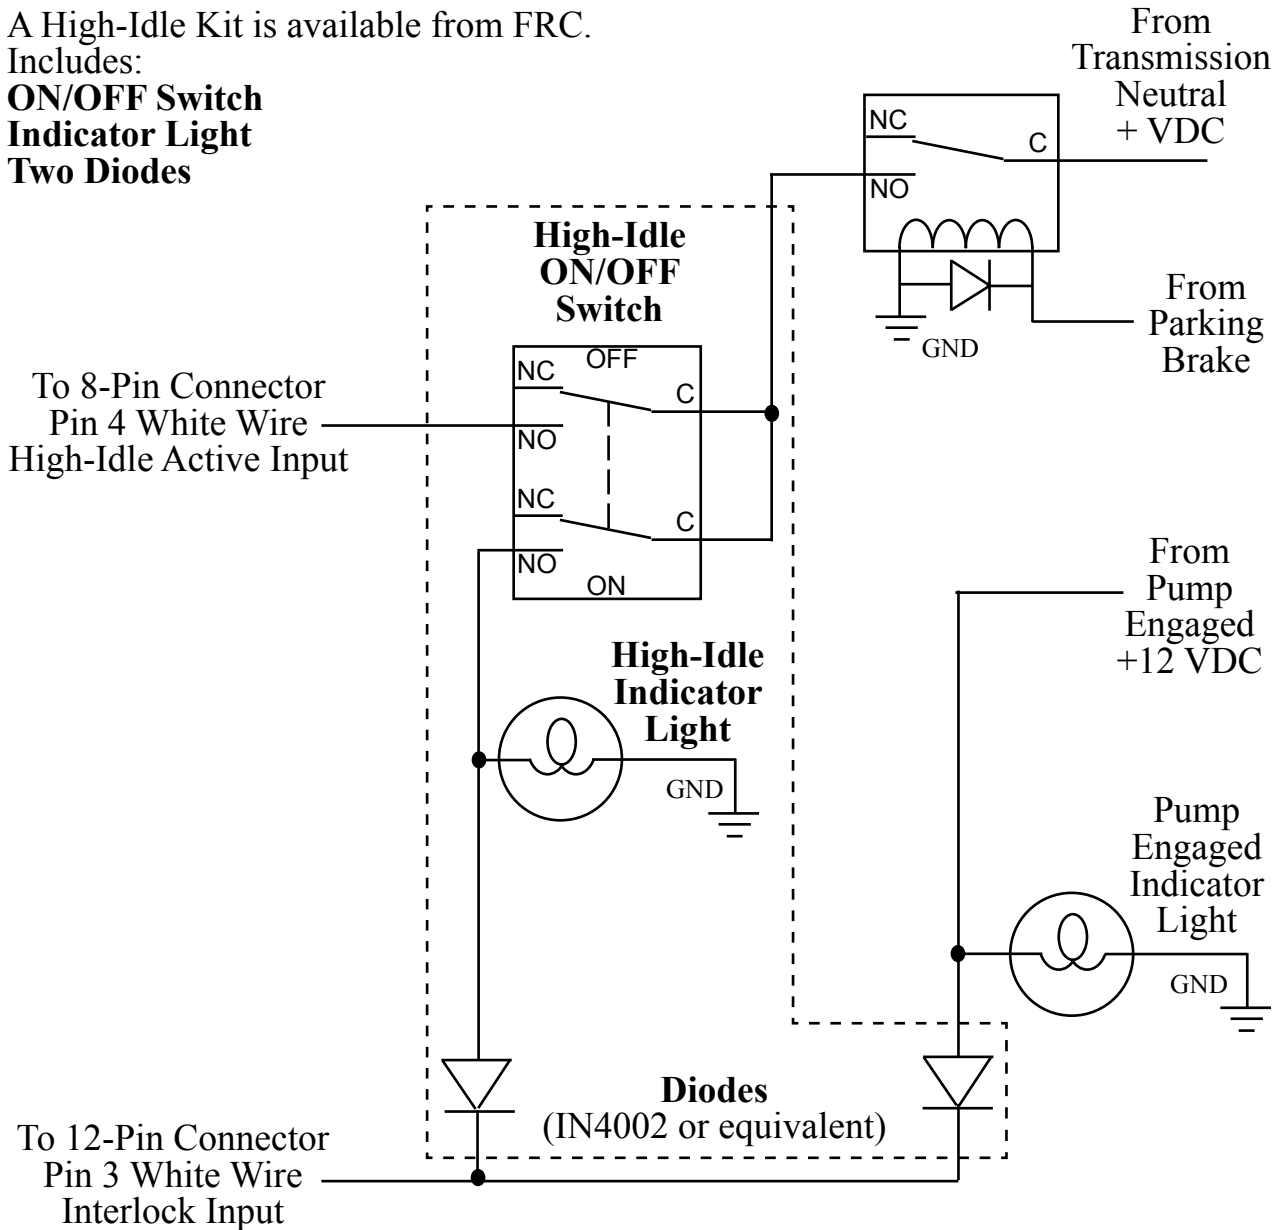 A High-Idle Kit is available from FRC.
Includes:
ON/OFF Switch
Indicator Light
Two Diodes
From
Transmission
Neutral
+ VDC
NC
C
NO
GND
From
Parking
Brake
High-Idle
ON/OFF
Switch
OFF
NC
C
NO
NC
C
NO
ON
To 8-Pin Connector
Pin 4 White Wire
High-Idle Active Input
From
Pump
Engaged
+12 VDC
High-Idle
Indicator
Light
GND
Pump
Engaged
Indicator
Light
GND
Diodes
(IN4002 or equivalent)
To 12-Pin Connector
Pin 3 White Wire
Interlock Input